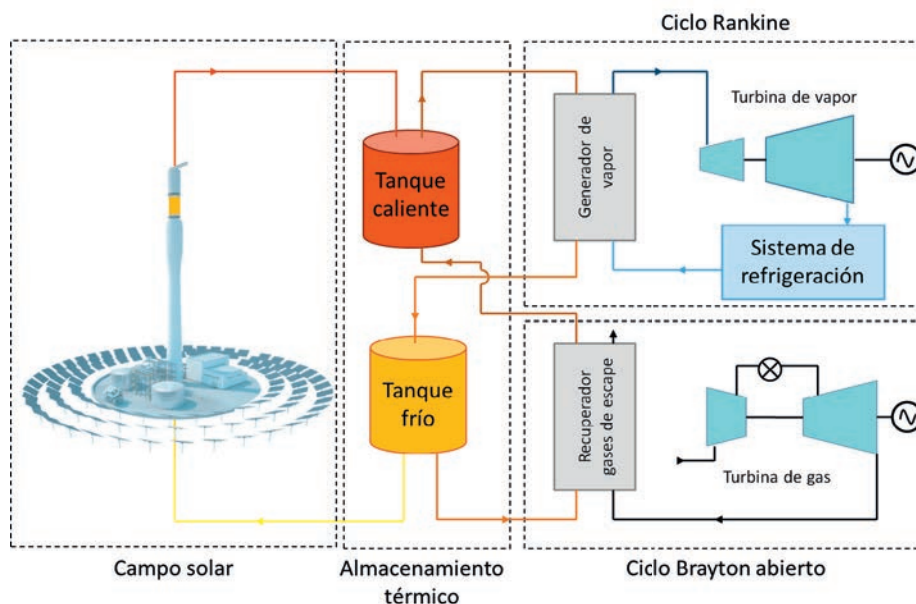 Ciclo Rankine
Turbina de vapor
Generador de
vapor
Tanque
caliente
Sistema de
refrigeración
Tanque
frío
Recuperador
gases de escape
Turbina de gas
Campo solar
Almacenamiento
térmico
Ciclo Brayton abierto